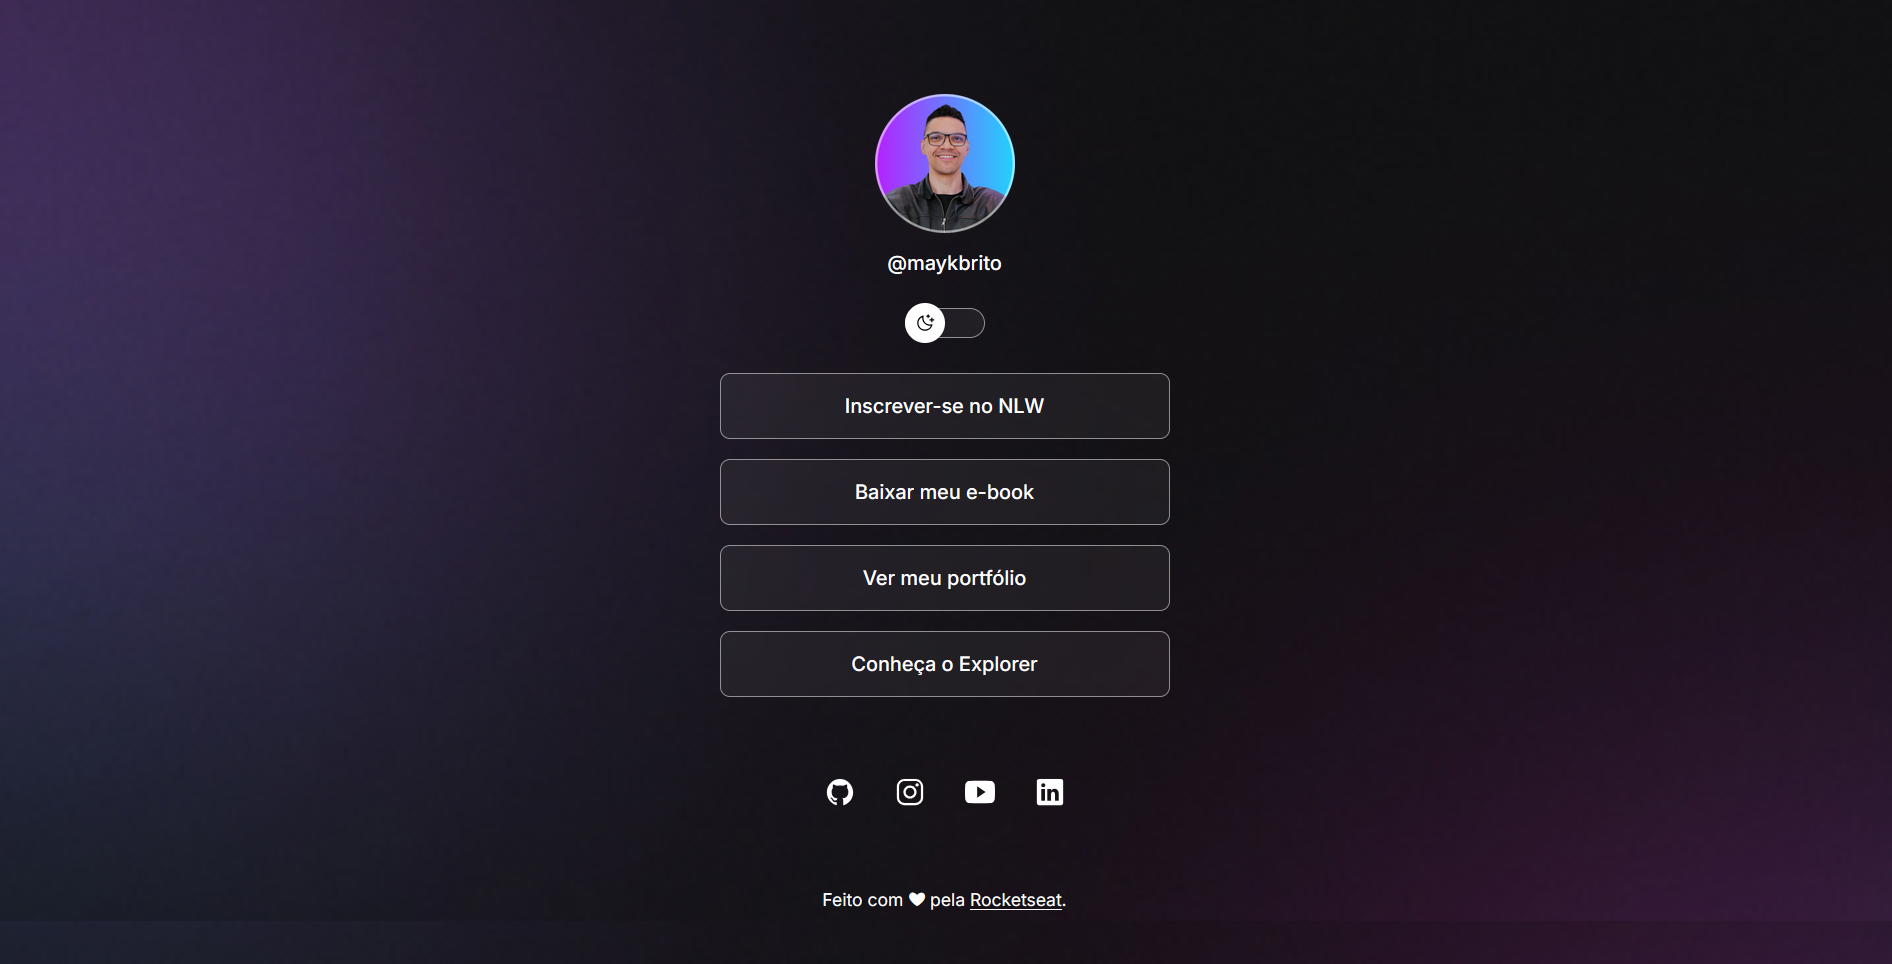 @maykbrito
Inscrever-se no NLW
Baixar meu e-book
Ver meu portfólio
Conheça o Explorer
Feito com 🤍 pela Rocketseat.